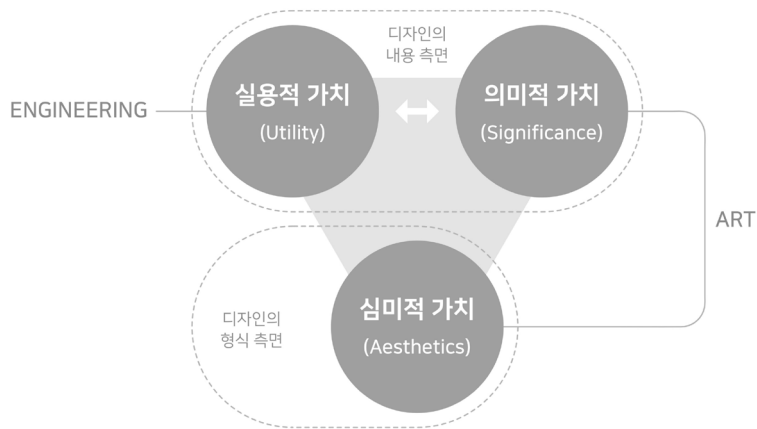 디자인의
내용 측면
실용적 가치
(Utility)
의미적 가치
(Significance)
ENGINEERING
ART
심미적 가치
(Aesthetics)
디자인의
형식 측면